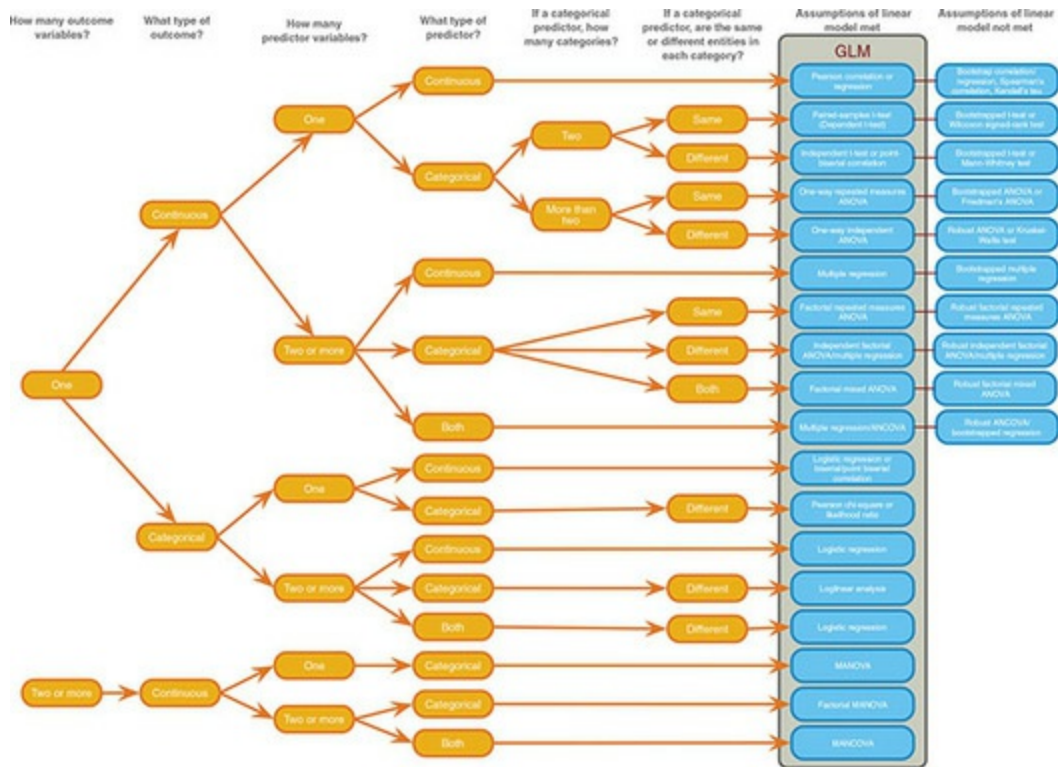 How many outcome
variables?
What type of
outcome?
How many
predictor variables?
What type of
predictor?
If a categorical
predictor, how
many categories?
If a categorical
predictor, are the same
or different entities in
each category?
Assumptions of linear
model met
Assumptions of linear
model not met
GLM
Continuous
Pearson correlation or
regression
Bootstrap correlation/
regression, Spearman's
correlation, Kendall's tau
One
Two
Same
Paired-samples t-test
(Dependent t-test)
Bootstrapped t-test or
Wilcoxon signed-rank test
Different
Independent t-test or point-
biserial correlation
Bootstrapped t-test or
Mann-Whitney test
Categorical
Continuous
More than
two
Same
One-way repeated measures
ANOVA
Bootstrapped ANOVA or
Friedman's ANOVA
Different
One-way independent
ANOVA
Robust ANOVA or Kruskal-
Wallis test
Continuous
Multiple regression
Bootstrapped multiple
regression
Same
Factorial repeated measures
ANOVA
Robust factorial repeated
measures ANOVA
Two or more
Categorical
Different
Independent factorial
ANOVA/multiple regression
Robust independent factorial
ANOVA/multiple regression
One
Both
Factorial mixed ANOVA
Robust factorial mixed
ANOVA
Both
Multiple regression/ANCOVA
Robust ANCOVA/
bootstrapped regression
Continuous
Logistic regression or
biserial/point biserial
correlation
One
Categorical
Different
Pearson chi-square or
likelihood ratio
Categorical
Continuous
Logistic regression
Two or more
Categorical
Different
Loglinear analysis
Both
Different
Logistic regression
One
Categorical
MANOVA
Two or more
Continuous
Categorical
Factorial MANOVA
Two or more
Both
MANCOVA